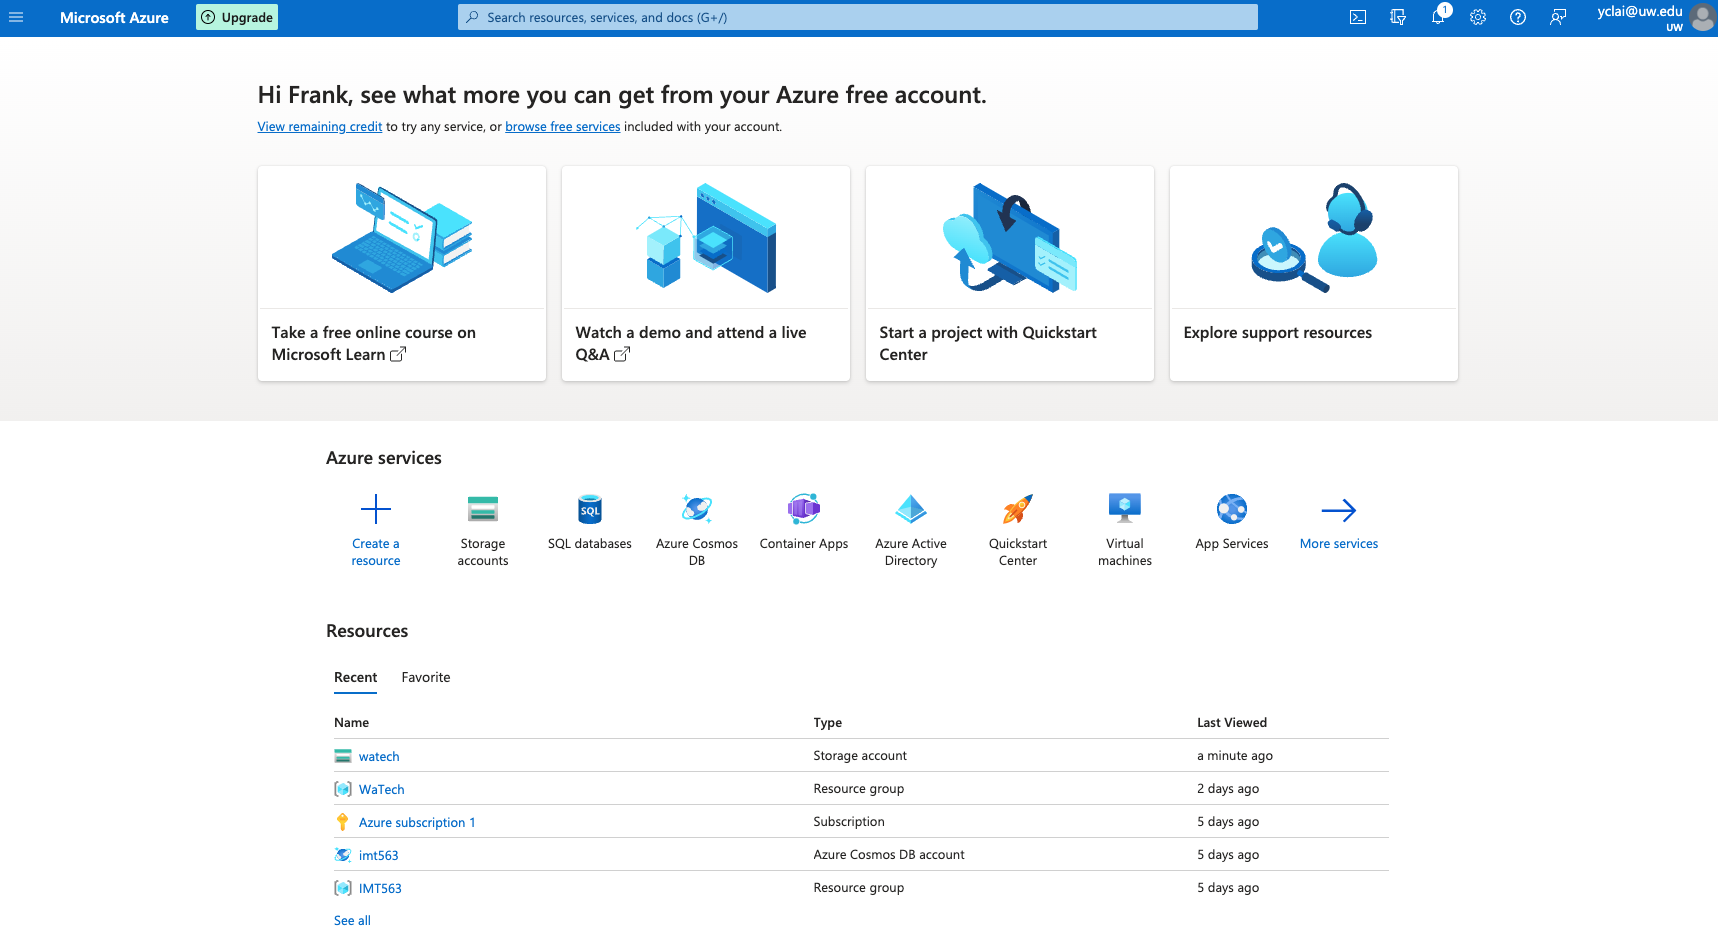 Microsoft Azure
Upgrade
Search resources, services, and docs (G+/)
1
yclai@uw.edu
UW
Hi Frank, see what more you can get from your Azure free account.
View remaining credit to try any service, or browse free services included with your account.
Take a free online course on
Microsoft Learn
Watch a demo and attend a live
Q&A
Start a project with Quickstart
Center
Explore support resources
Azure services
Create a
resource
Storage
accounts
SQL
SQL databases
Azure Cosmos
DB
Container Apps
Azure Active
Directory
Quickstart
Center
Virtual
machines
App Services
More services
Resources
Recent Favorite
Name Type Last Viewed
watech Storage account a minute ago
WaTech Resource group 2 days ago
Azure subscription 1 Subscription 5 days ago
imt563 Azure Cosmos DB account 5 days ago
IMT563 Resource group 5 days ago
See all